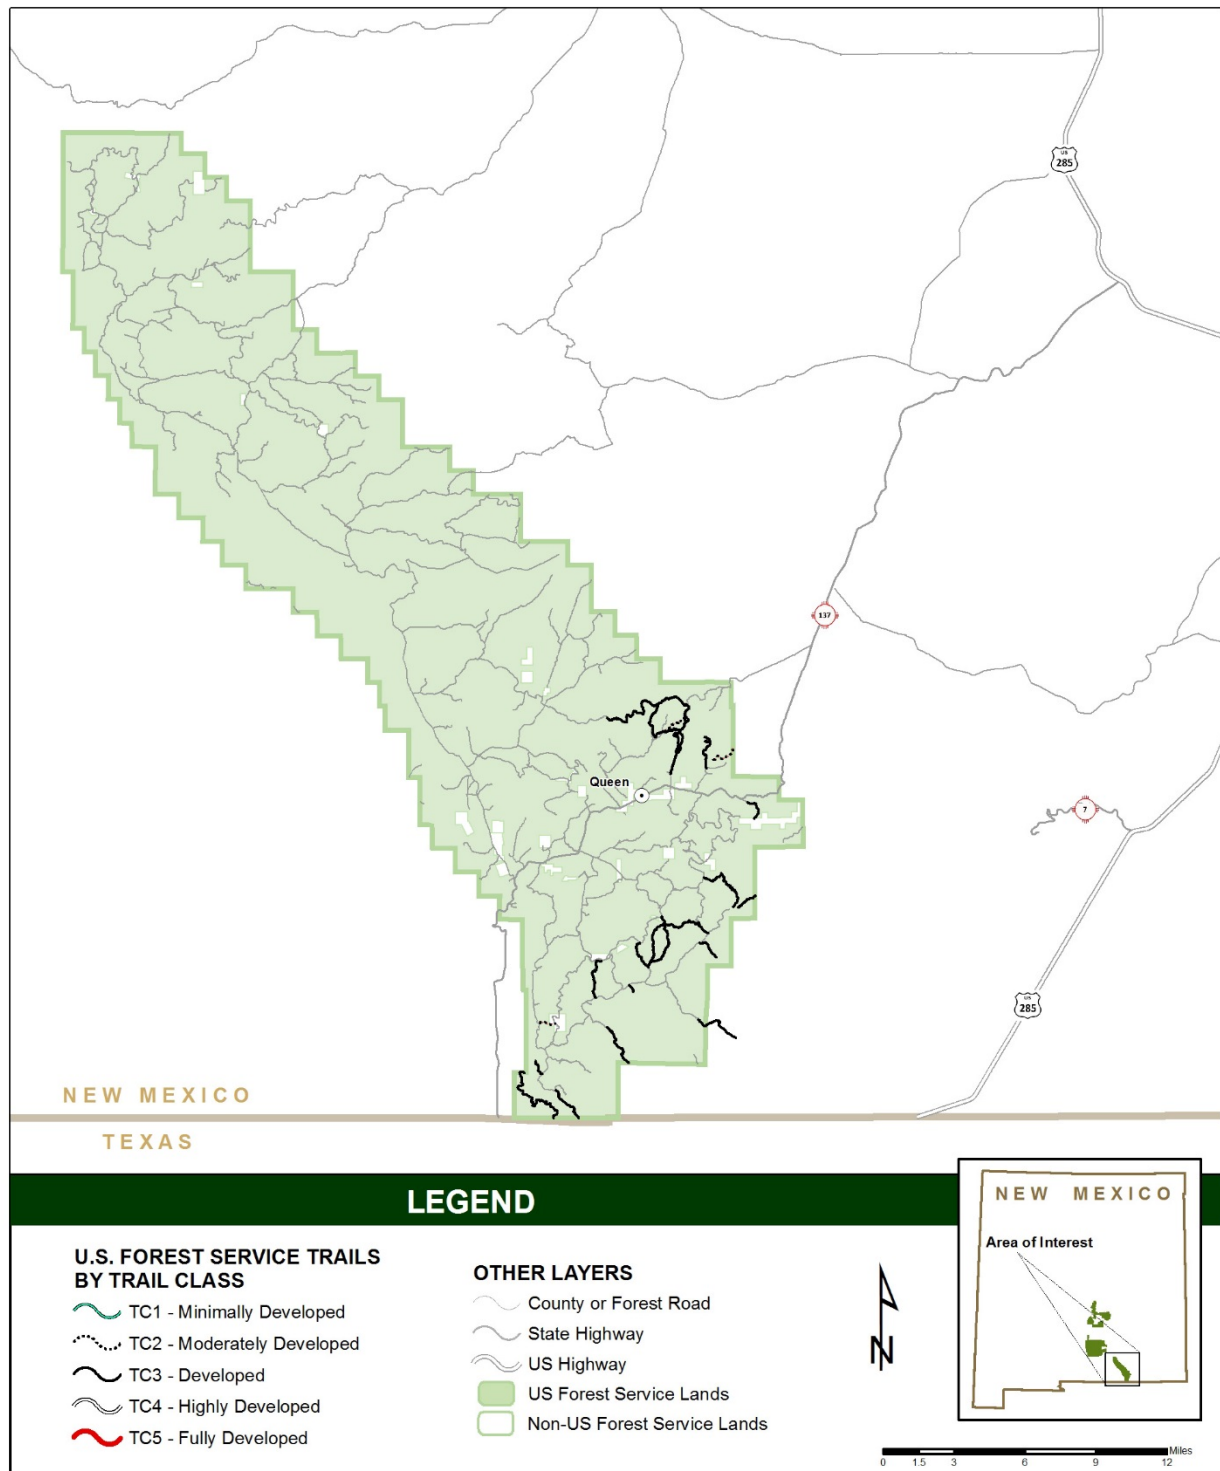 US
285
137
Queen
7
US
285
NEW MEXICO
TEXAS
LEGEND
NEW MEXICO
Area of Interest
U.S. FOREST SERVICE TRAILS
BY TRAIL CLASS
TC1 - Minimally Developed
TC2 - Moderately Developed
TC3 - Developed
TC4 - Highly Developed
TC5 - Fully Developed
OTHER LAYERS
County or Forest Road
State Highway
US Highway
US Forest Service Lands
Non-US Forest Service Lands
N
Miles
0 1.5 3 6 9 12